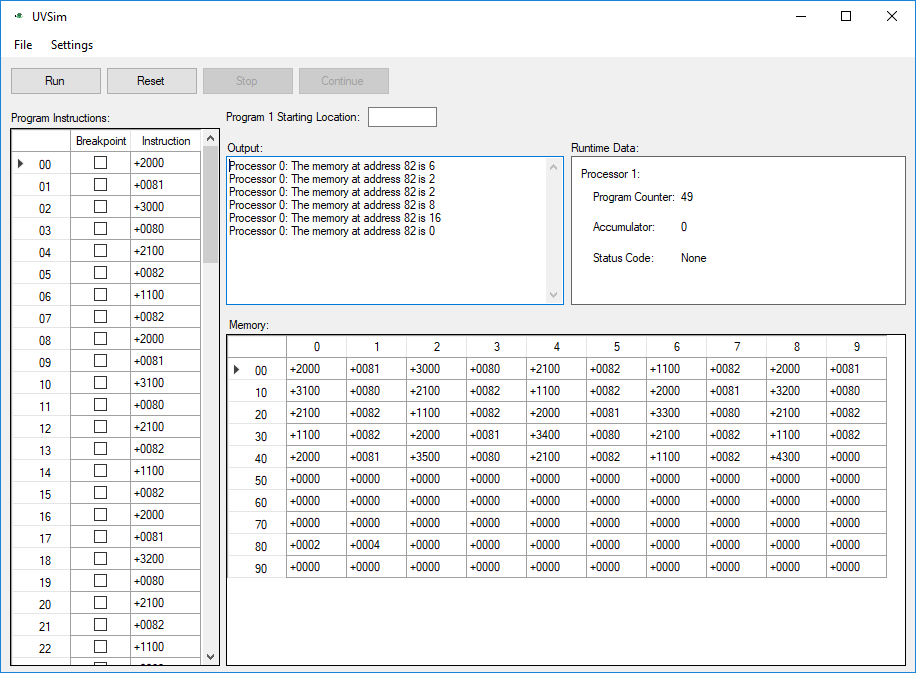 UVSim
File Settings
Run Reset Stop Continue
Program Instructions:
Breakpoint Instruction
00 +2000
01 +0081
02 +3000
03 +0080
04 +2100
05 +0082
06 +1100
07 +0082
08 +2000
09 +0081
10 +3100
11 +0080
12 +2100
13 +0082
14 +1100
15 +0082
16 +2000
17 +0081
18 +3200
19 +0080
20 +2100
21 +0082
22 +1100
Program 1 Starting Location:
Output:
Processor 0: The memory at address 82 is 6
Processor 0: The memory at address 82 is 2
Processor 0: The memory at address 82 is 2
Processor 0: The memory at address 82 is 8
Processor 0: The memory at address 82 is 16
Processor 0: The memory at address 82 is 0
Runtime Data:
Processor 1:
Program Counter: 49
Accumulator: 0
Status Code: None
Memory:
0 1 2 3 4 5 6 7 8 9
00 +2000 +0081 +3000 +0080 +2100 +0082 +1100 +0082 +2000 +0081
10 +3100 +0080 +2100 +0082 +1100 +0082 +2000 +0081 +3200 +0080
20 +2100 +0082 +1100 +0082 +2000 +0081 +3300 +0080 +2100 +0082
30 +1100 +0082 +2000 +0081 +3400 +0080 +2100 +0082 +1100 +0082
40 +2000 +0081 +3500 +0080 +2100 +0082 +1100 +0082 +4300 +0000
50 +0000 +0000 +0000 +0000 +0000 +0000 +0000 +0000 +0000 +0000
60 +0000 +0000 +0000 +0000 +0000 +0000 +0000 +0000 +0000 +0000
70 +0000 +0000 +0000 +0000 +0000 +0000 +0000 +0000 +0000 +0000
80 +0002 +0004 +0000 +0000 +0000 +0000 +0000 +0000 +0000 +0000
90 +0000 +0000 +0000 +0000 +0000 +0000 +0000 +0000 +0000 +0000